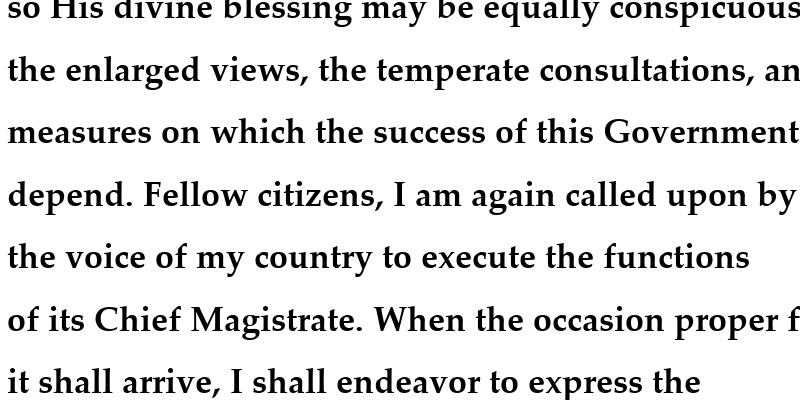 so His divine blessing may be equally conspicuous
the enlarged views, the temperate consultations, an
measures on which the success of this Government
depend. Fellow citizens, I am again called upon by
the voice of my country to execute the functions
of its Chief Magistrate. When the occasion proper f
it shall arrive, I shall endeavor to express the